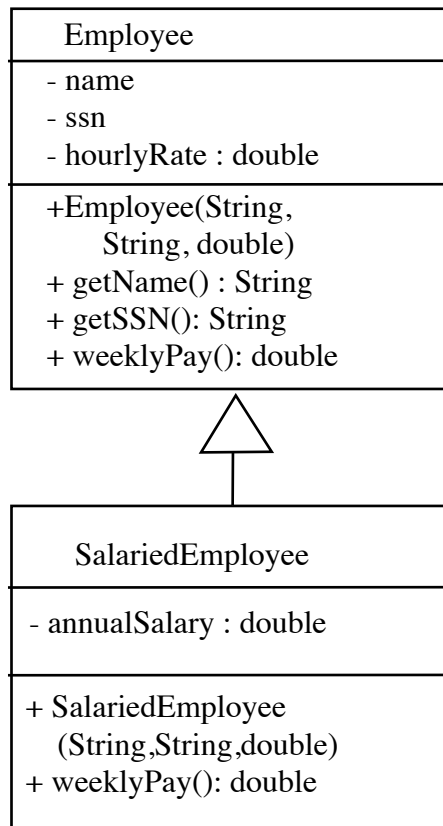 Employee
- name
- ssn
- hourlyRate : double
+Employee(String,
String, double)
+ getName() : String
+ getSSN(): String
+ weeklyPay(): double
SalariedEmployee
- annualSalary : double
+ SalariedEmployee
(String,String,double)
+ weeklyPay(): double